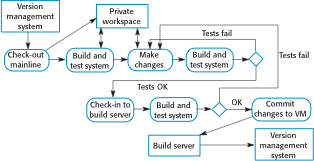 Version
management
system
Private
workspace
Tests fail
Check-out
mainline
Build and
test system
Make
changes
Build and
test system
Tests fail
Tests OK
Check-in to
build server
Build and
test system
OK
Commit
changes to VM
Build server
Version
management
system